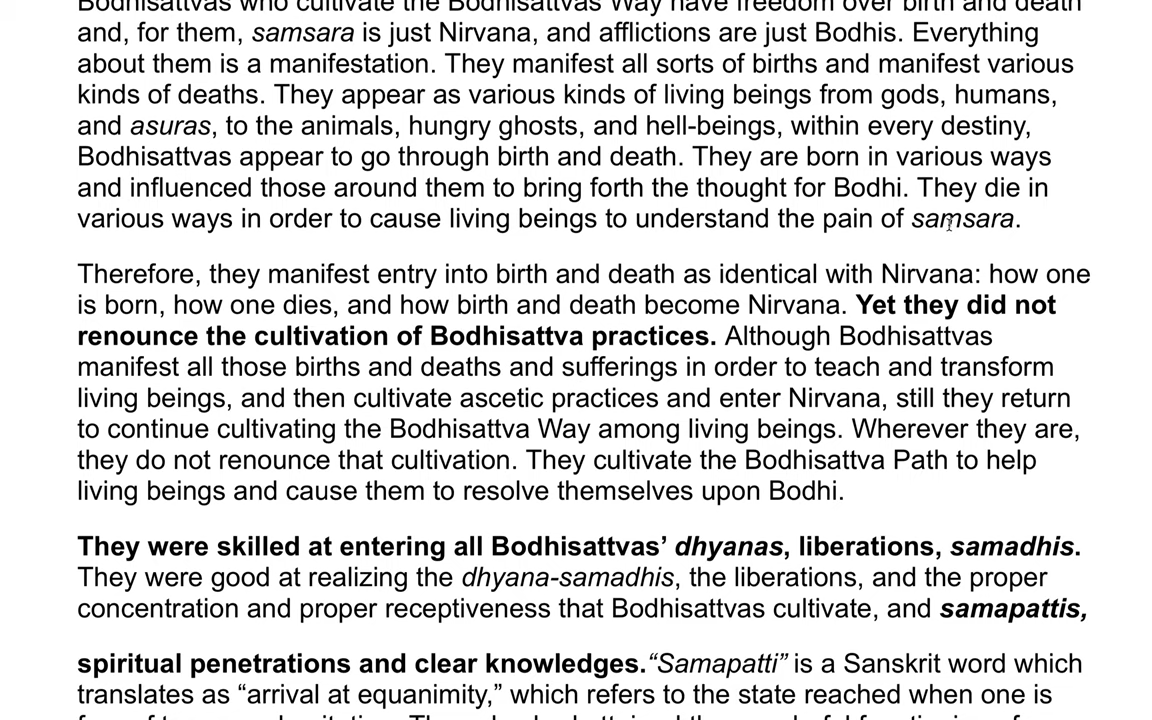 Bodhisattvas who cultivate the Bodhisattvas Way have freedom over birth and death
and, for them, samsara is just Nirvana, and afflictions are just Bodhis. Everything
about them is a manifestation. They manifest all sorts of births and manifest various
kinds of deaths. They appear as various kinds of living beings from gods, humans,
and asuras, to the animals, hungry ghosts, and hell-beings, within every destiny,
Bodhisattvas appear to go through birth and death. They are born in various ways
and influenced those around them to bring forth the thought for Bodhi. They die in
various ways in order to cause living beings to understand the pain of samsara.
Therefore, they manifest entry into birth and death as identical with Nirvana: how one
is born, how one dies, and how birth and death become Nirvana. Yet they did not
renounce the cultivation of Bodhisattva practices. Although Bodhisattvas
manifest all those births and deaths and sufferings in order to teach and transform
living beings, and then cultivate ascetic practices and enter Nirvana, still they return
to continue cultivating the Bodhisattva Way among living beings. Wherever they are,
they do not renounce that cultivation. They cultivate the Bodhisattva Path to help
living beings and cause them to resolve themselves upon Bodhi.
They were skilled at entering all Bodhisattvas’ dhyanas, liberations, samadhis.
They were good at realizing the dhyana-samadhis, the liberations, and the proper
concentration and proper receptiveness that Bodhisattvas cultivate, and samapattis,
spiritual penetrations and clear knowledges.“Samapatti” is a Sanskrit word which
translates as “arrival at equanimity,” which refers to the state reached when one is